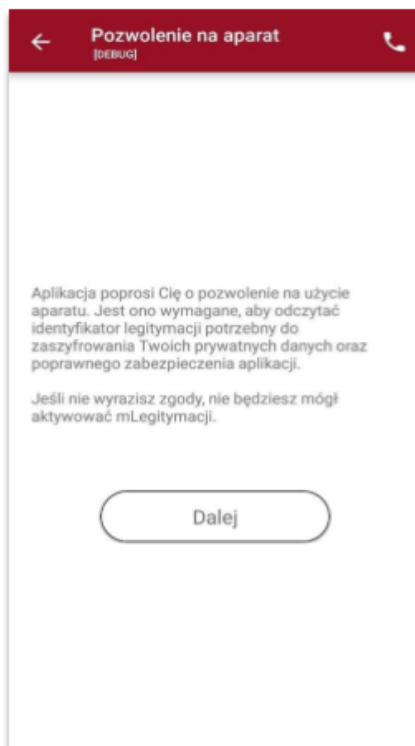 Pozwolenie na aparat
[DEBUG]
Aplikacja poprosi Cię o pozwolenie na użycie
aparatu. Jest ono wymagane, aby odczytać
identyfikator legitymacji potrzebny do
zaszyfrowania Twoich prywatnych danych oraz
poprawnego zabezpieczenia aplikacji.
Jeśli nie wyrazisz zgody, nie będziesz mógł
aktywować mLegitymacji.
Dalej